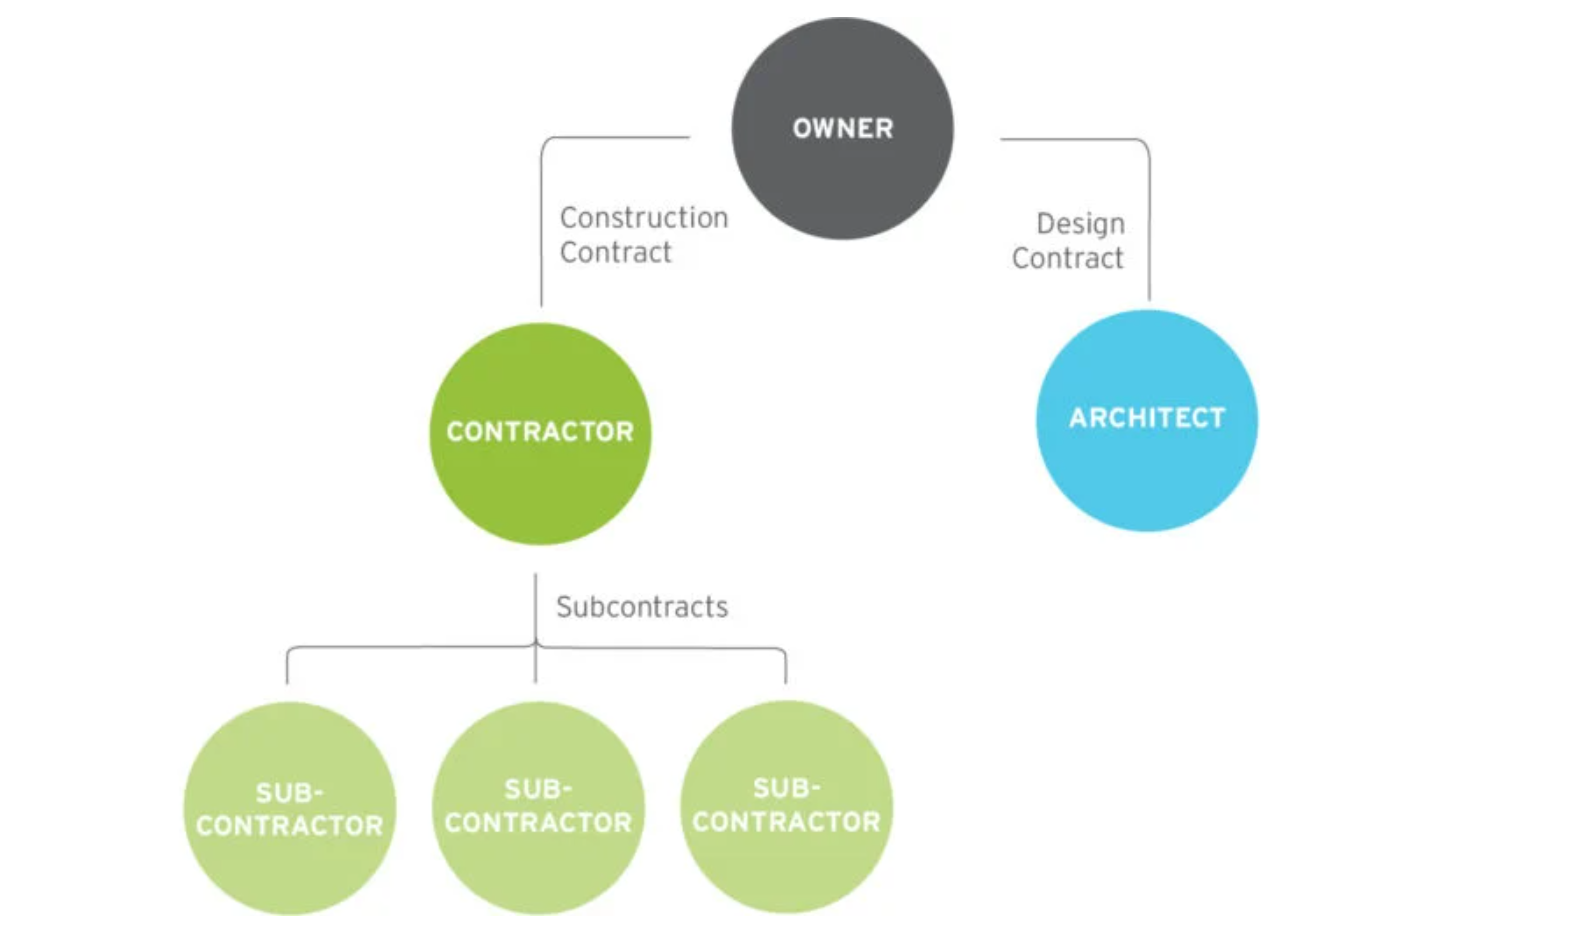 OWNER
Construction
Contract
Design
Contract
CONTRACTOR
ARCHITECT
Subcontracts
SUB-
CONTRACTOR
SUB-
CONTRACTOR
SUB-
CONTRACTOR